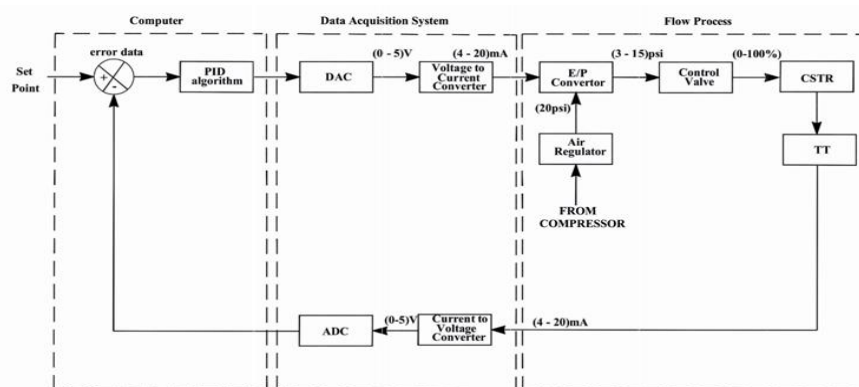 Computer
Data Acquisition System
Flow Process
error data
(0 - 5)V
(4 - 20)mA
(3 - 15)psi
(0-100%)
Set
Point
+
-
PID
algorithm
DAC
Voltage to
Current
Converter
E/P
Convertor
Control
Valve
CSTR
(20psi)
Air
Regulator
TT
FROM
COMPRESSOR
ADC
(0-5)V
Current to
Voltage
Converter
(4 - 20)mA